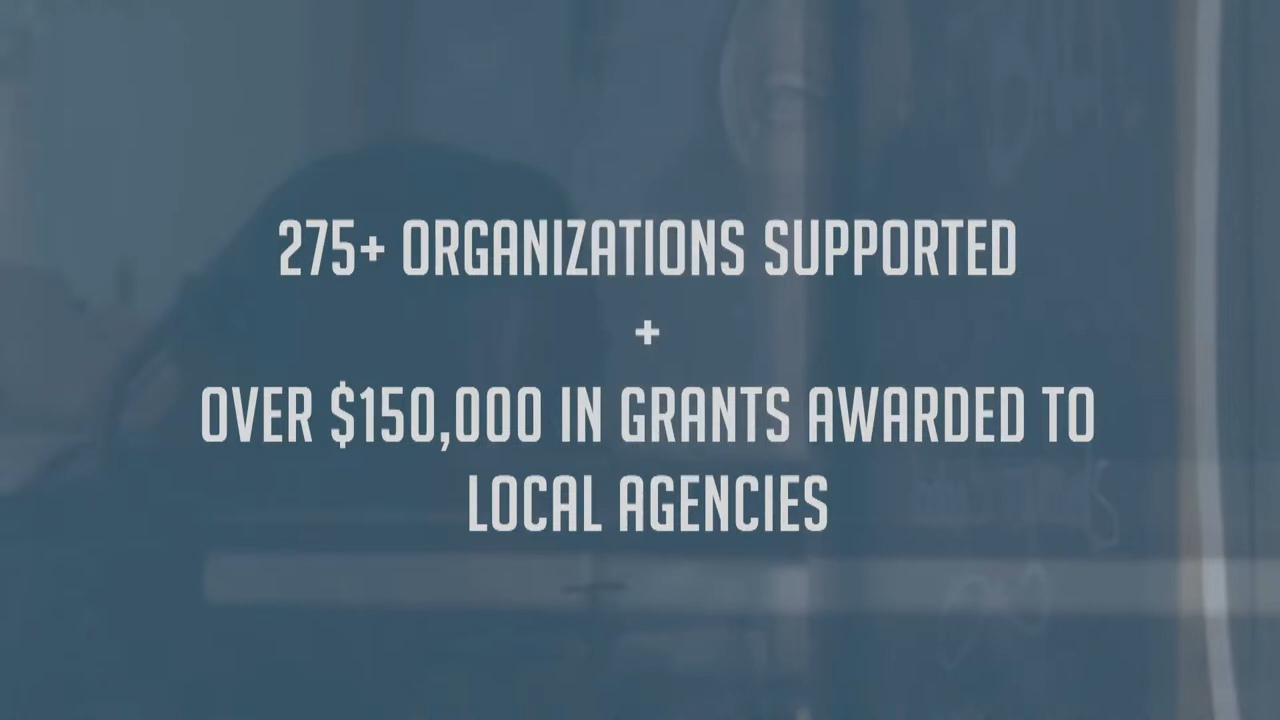 275+ ORGANIZATIONS SUPPORTED
+
OVER $150,000 IN GRANTS AWARDED TO
LOCAL AGENCIES